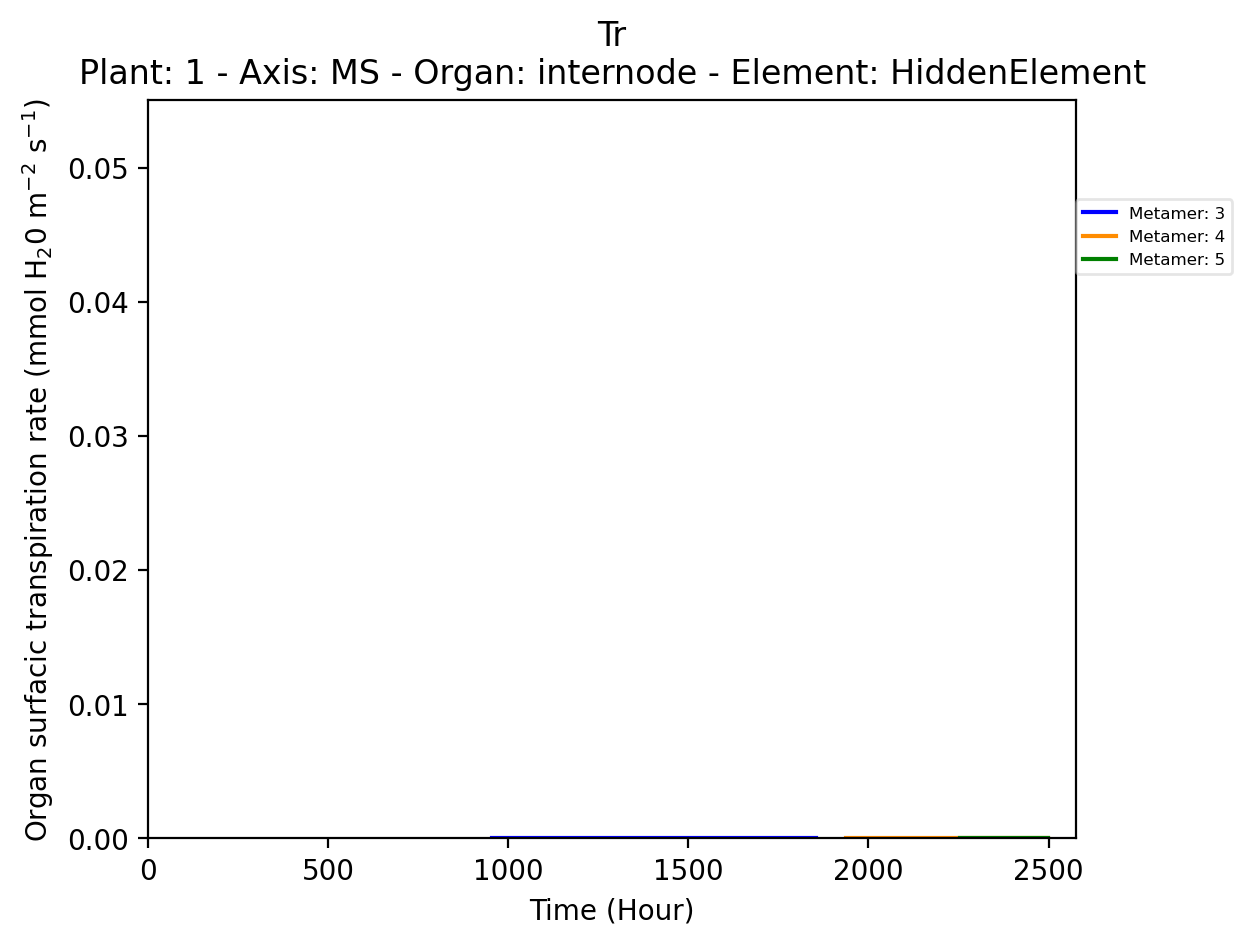 Tr
Plant: 1 - Axis: MS - Organ: internode - Element: HiddenElement
Organ surfacic transpiration rate (mmol H₂0 m⁻² s⁻¹)
0.05
0.04
0.03
0.02
0.01
0.00
0 500 1000 1500 2000 2500
Time (Hour)
Metamer: 3
Metamer: 4
Metamer: 5